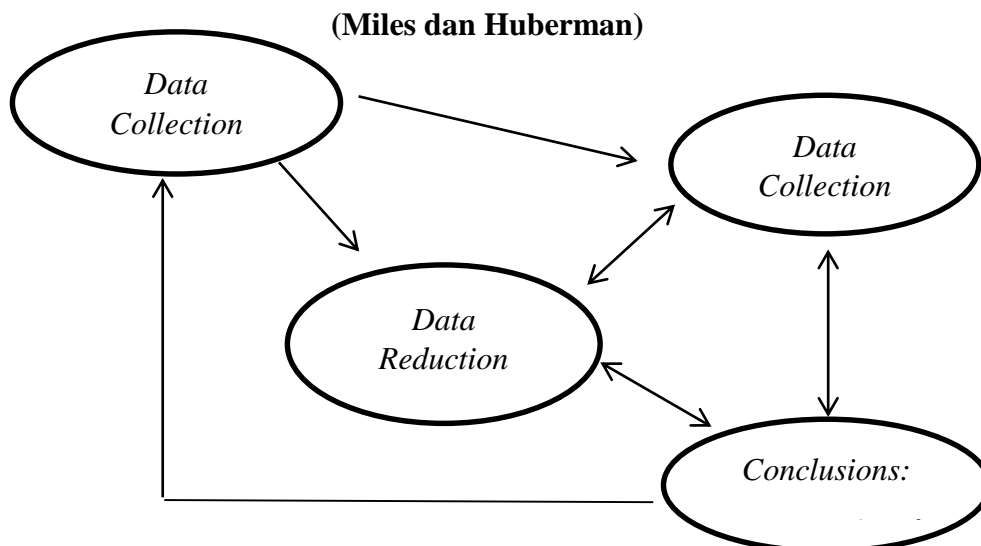 (Miles dan Huberman)
Data
Collection
Data
Collection
Data
Reduction
Conclusions: